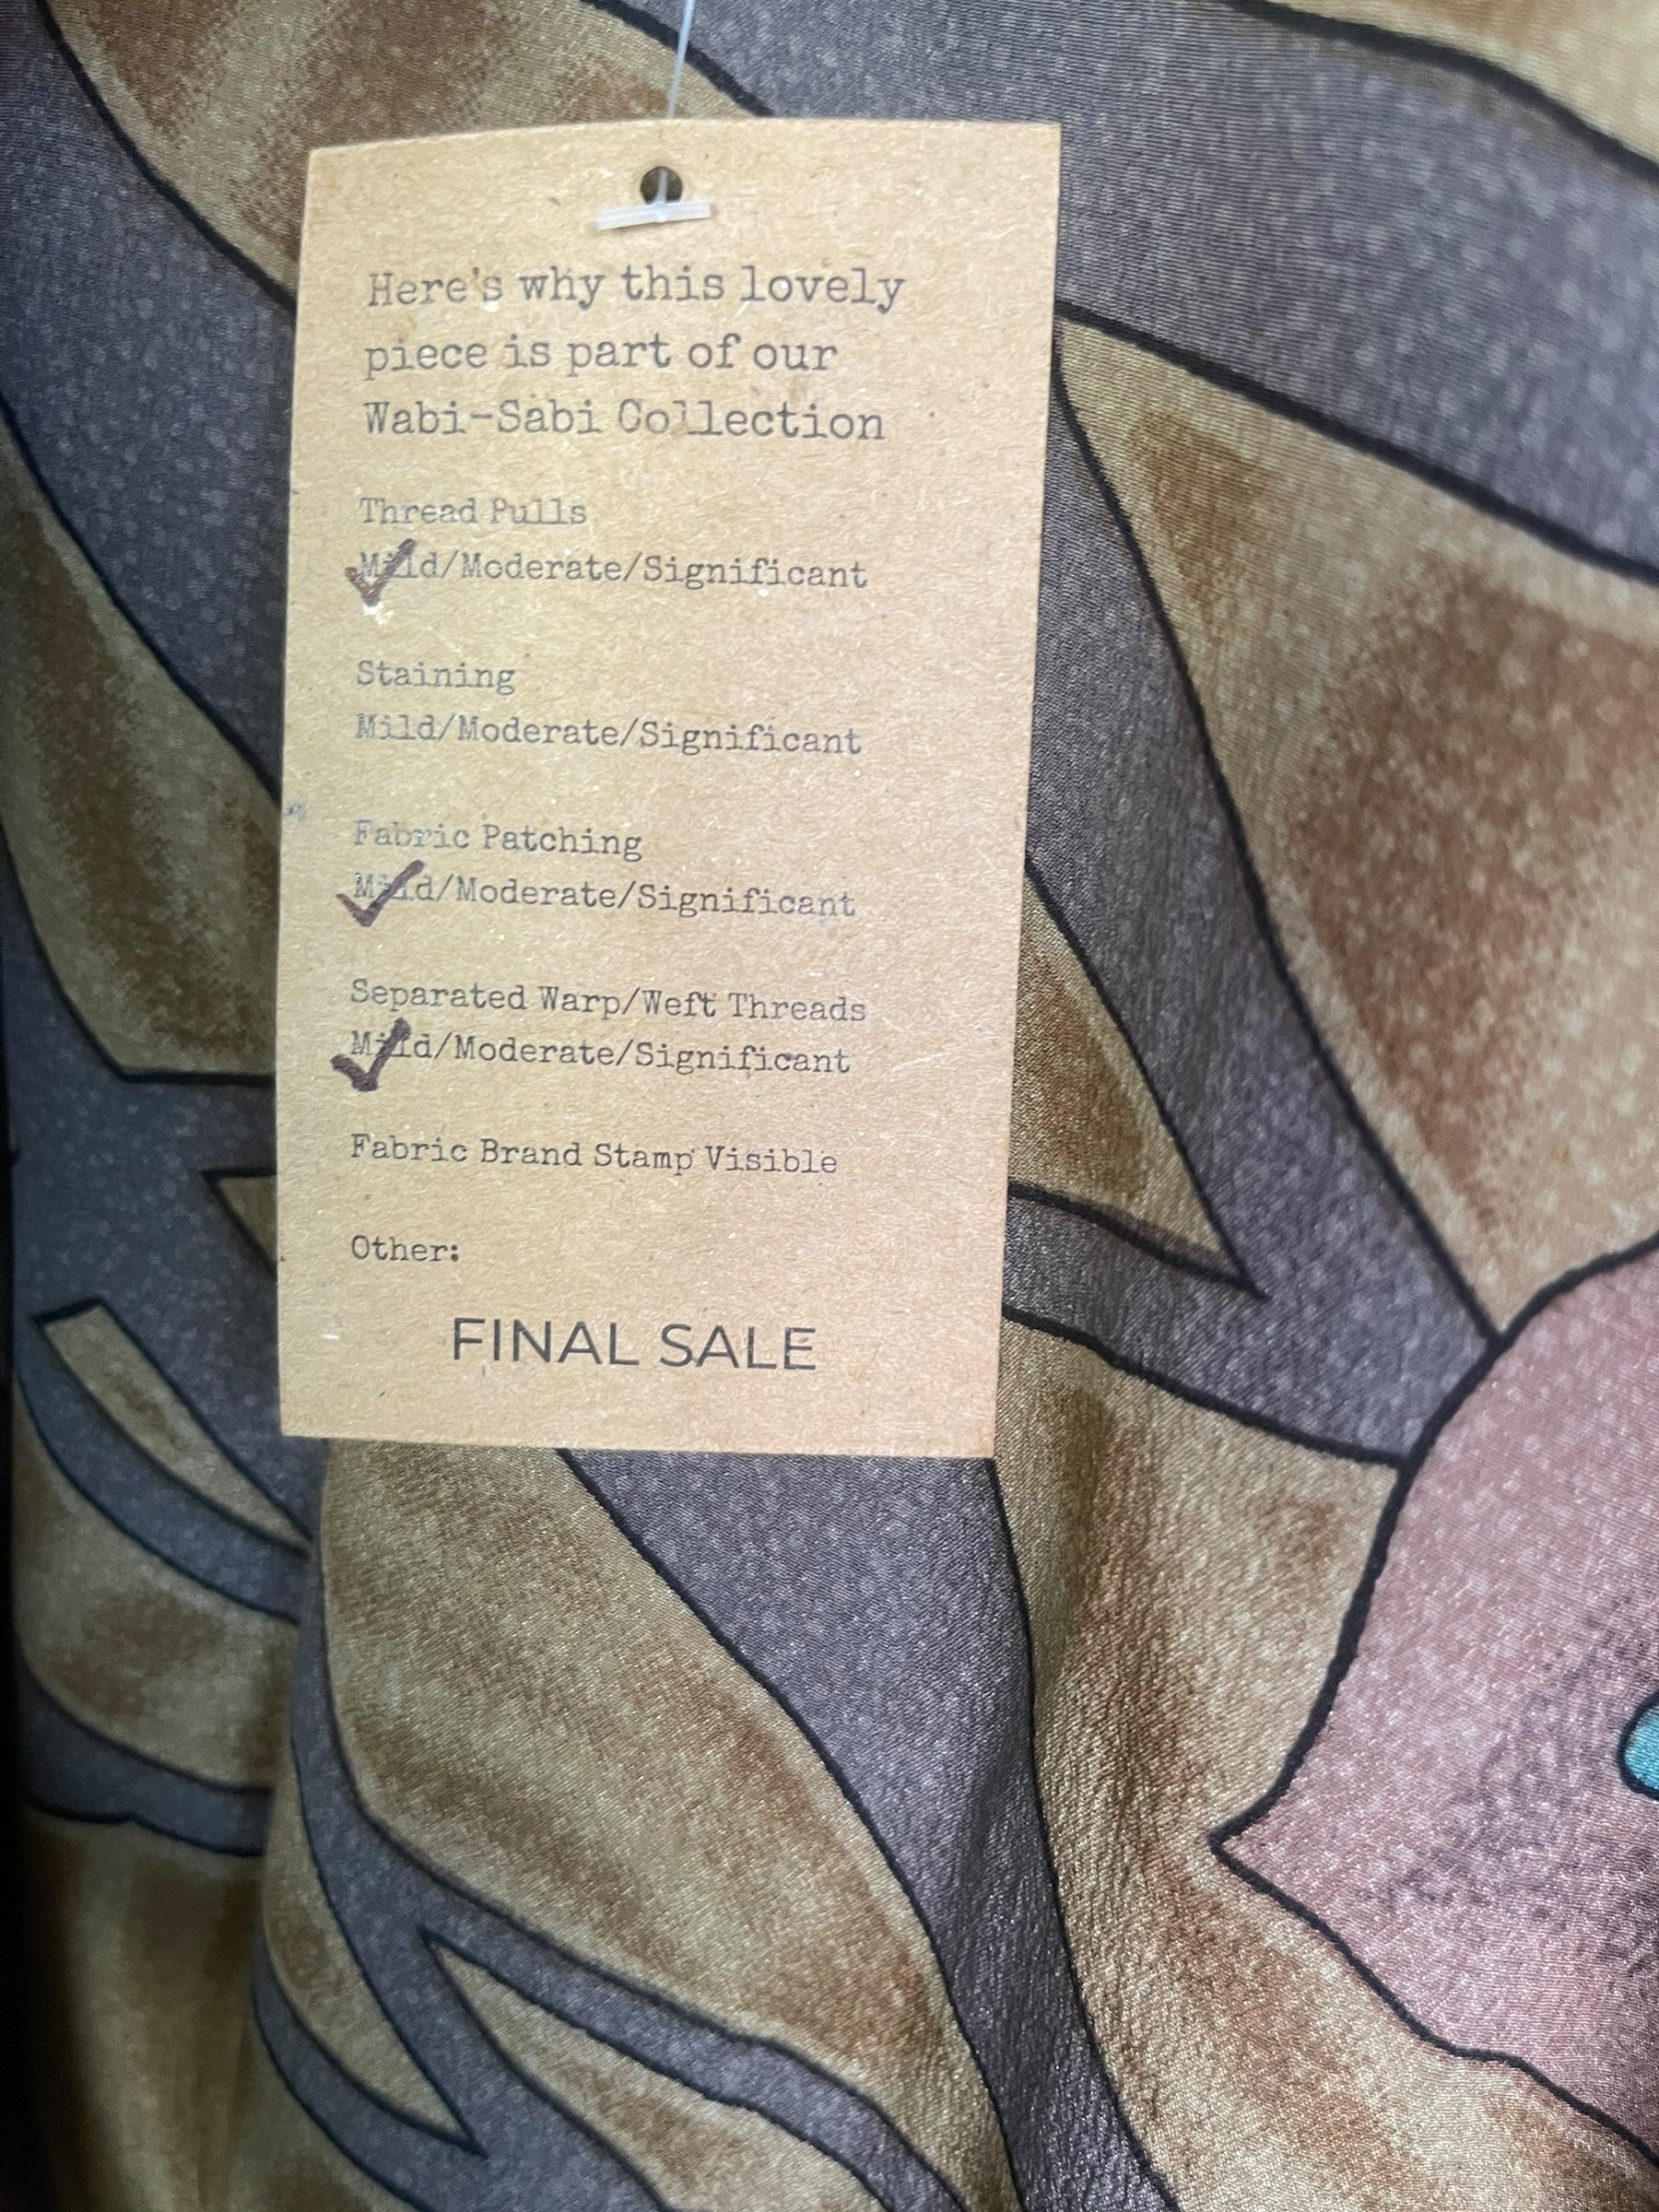 Here's why this lovely
piece is part of our
Wabi-Sabi Collection
Thread Pulls
Mild/Moderate/Significant
Staining
Mild/Moderate/Significant
Fabric Patching
Mild/Moderate/Significant
Separated Warp/Weft Threads
Mild/Moderate/Significant
Fabric Brand Stamp Visible
Other:
FINAL SALE